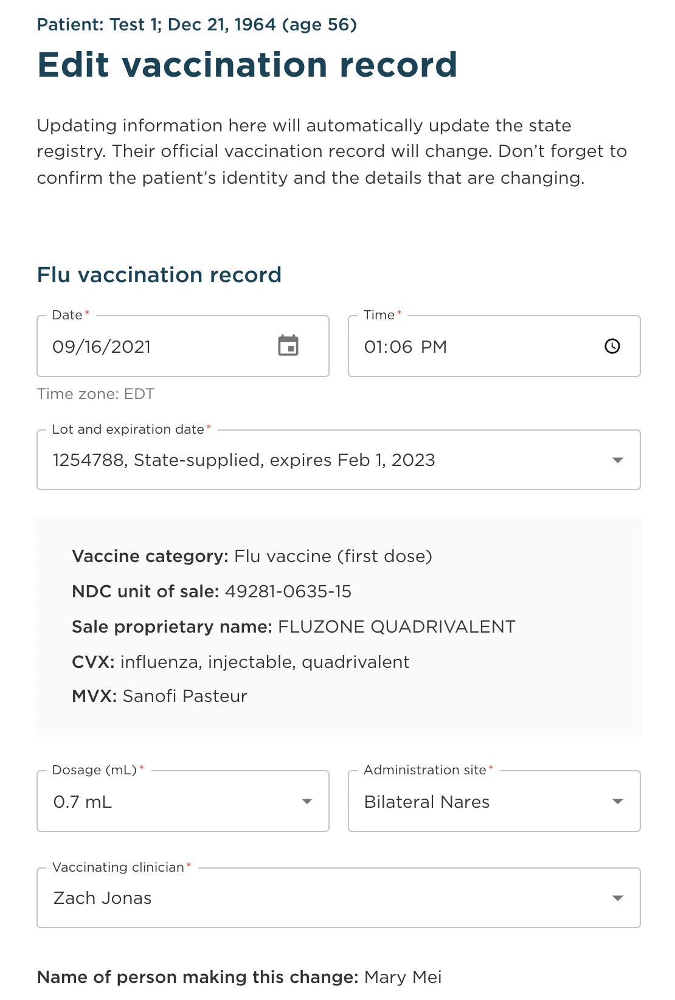 Patient: Test 1; Dec 21, 1964 (age 56)
Edit vaccination record
Updating information here will automatically update the state
registry. Their official vaccination record will change. Don’t forget to
confirm the patient’s identity and the details that are changing.
Flu vaccination record
Date* Time*
09/16/2021 01:06 PM
Time zone: EDT
Lot and expiration date*
1254788, State-supplied, expires Feb 1, 2023
Vaccine category: Flu vaccine (first dose)
NDC unit of sale: 49281-0635-15
Sale proprietary name: FLUZONE QUADRIVALENT
CVX: influenza, injectable, quadrivalent
MVX: Sanofi Pasteur
Dosage (mL)* Administration site*
0.7 mL Bilateral Nares
Vaccinating clinician*
Zach Jonas
Name of person making this change: Mary Mei